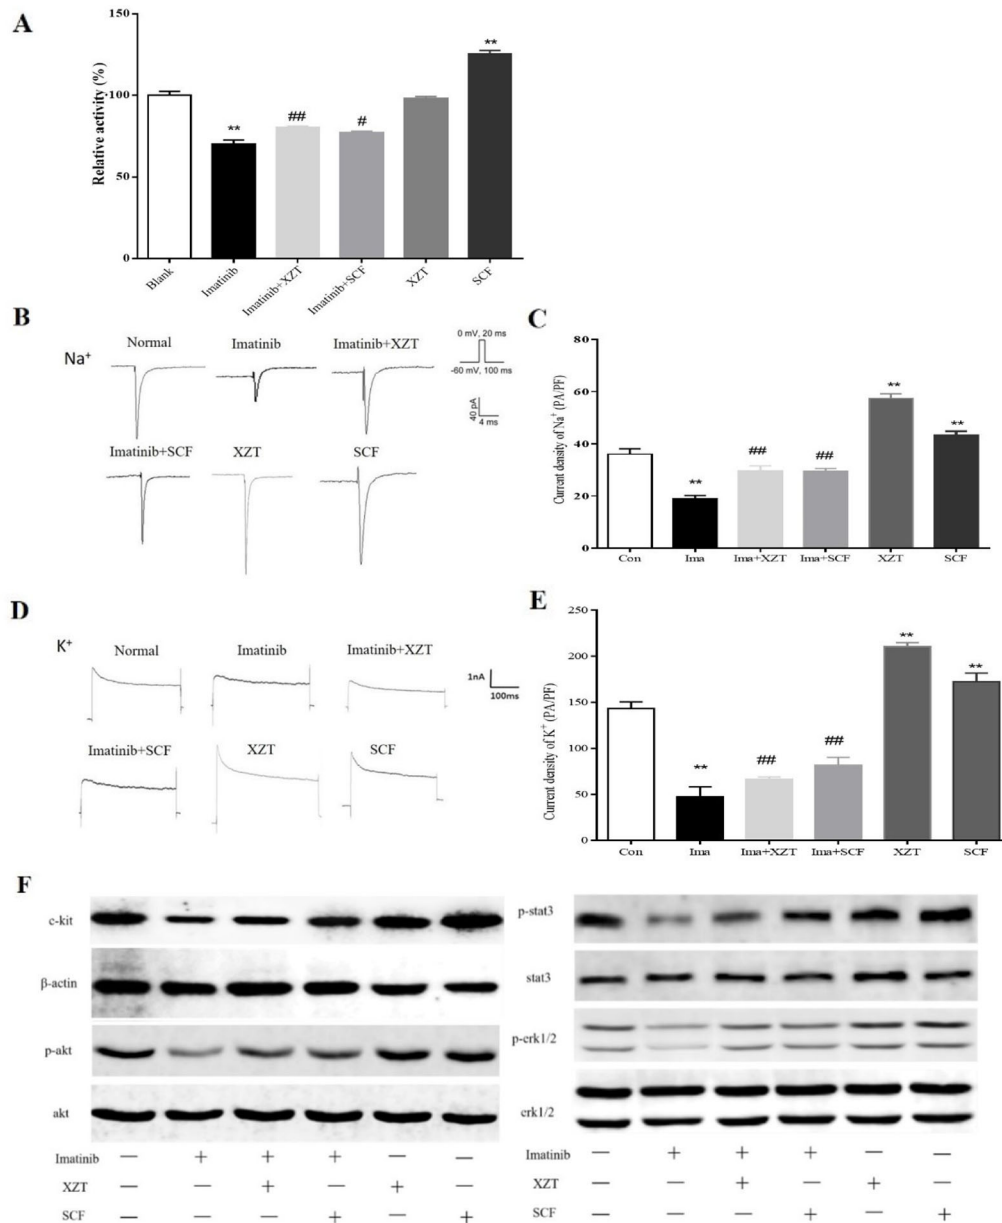 A
Relative activity (%)
150
100
50
0
Blank
Imatinib
Imatinib+XZT
Imatinib+SCF
XZT
SCF
**
##
#
**
B
Na+
Normal
Imatinib
Imatinib+XZT
0 mV, 20 ms
-60 mV, 100 ms
40 pA
4 ms
Imatinib+SCF
XZT
SCF
C
Current density of Na+ (PA/PF)
80
60
40
20
0
**
##
##
**
**
Con
Ima
Ima+XZT
Ima+SCF
XZT
SCF
D
K+
Normal
Imatinib
Imatinib+XZT
1nA
100ms
Imatinib+SCF
XZT
SCF
E
Current density of K+ (PA/PF)
250
200
150
100
50
0
**
##
##
**
**
Con
Ima
Ima+XZT
Ima+SCF
XZT
SCF
F
c-kit
β-actin
p-akt
akt
Imatinib — + + + — —
XZT — — + — + —
SCF — — — + — +
p-stat3
stat3
p-erk1/2
erk1/2
Imatinib — + + + — —
XZT — — + — + —
SCF — — — + — +